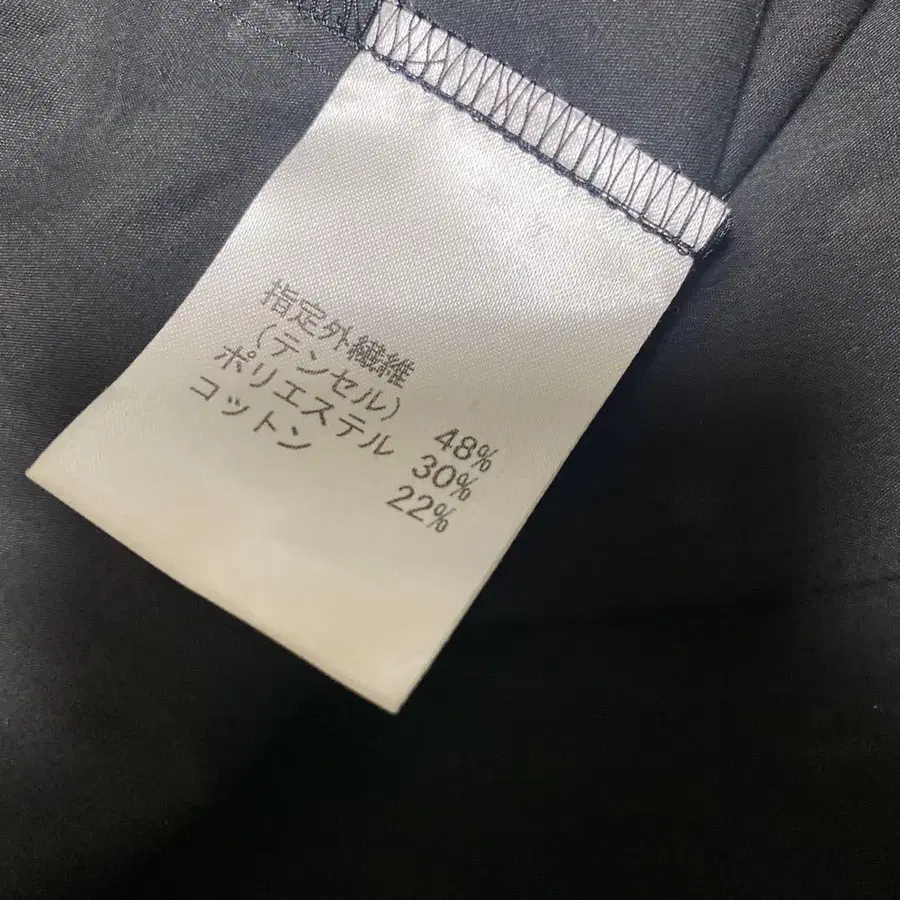 指定外繊維
(テンセル) 48%
ポリエステル 30%
コットン 22%